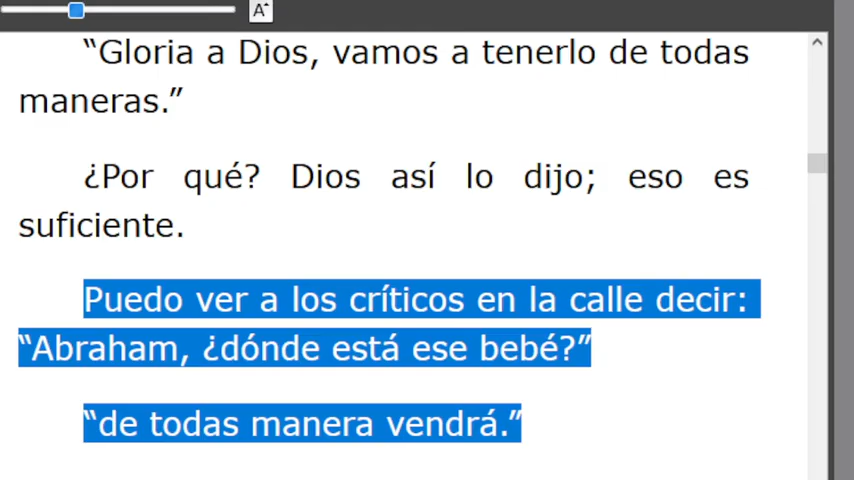 A
“Gloria a Dios, vamos a tenerlo de todas
maneras.”
¿Por qué? Dios así lo dijo; eso es
suficiente.
Puedo ver a los críticos en la calle decir:
“Abraham, ¿dónde está ese bebé?”
“de todas manera vendrá.”